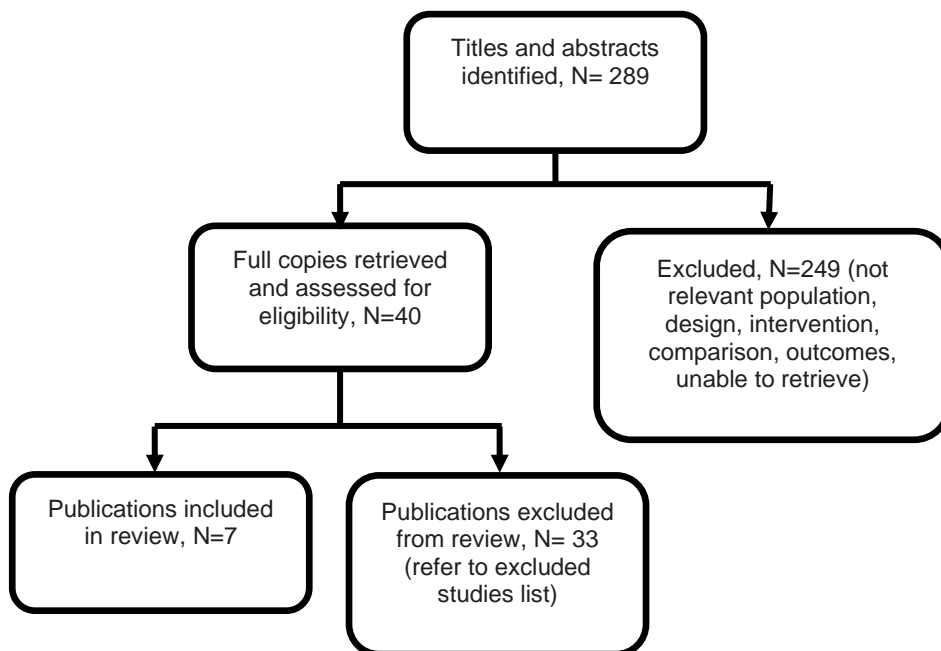 Titles and abstracts
identified, N= 289
Full copies retrieved
and assessed for
eligibility, N=40
Excluded, N=249 (not
relevant population,
design, intervention,
comparison, outcomes,
unable to retrieve)
Publications included
in review, N=7
Publications excluded
from review, N= 33
(refer to excluded
studies list)